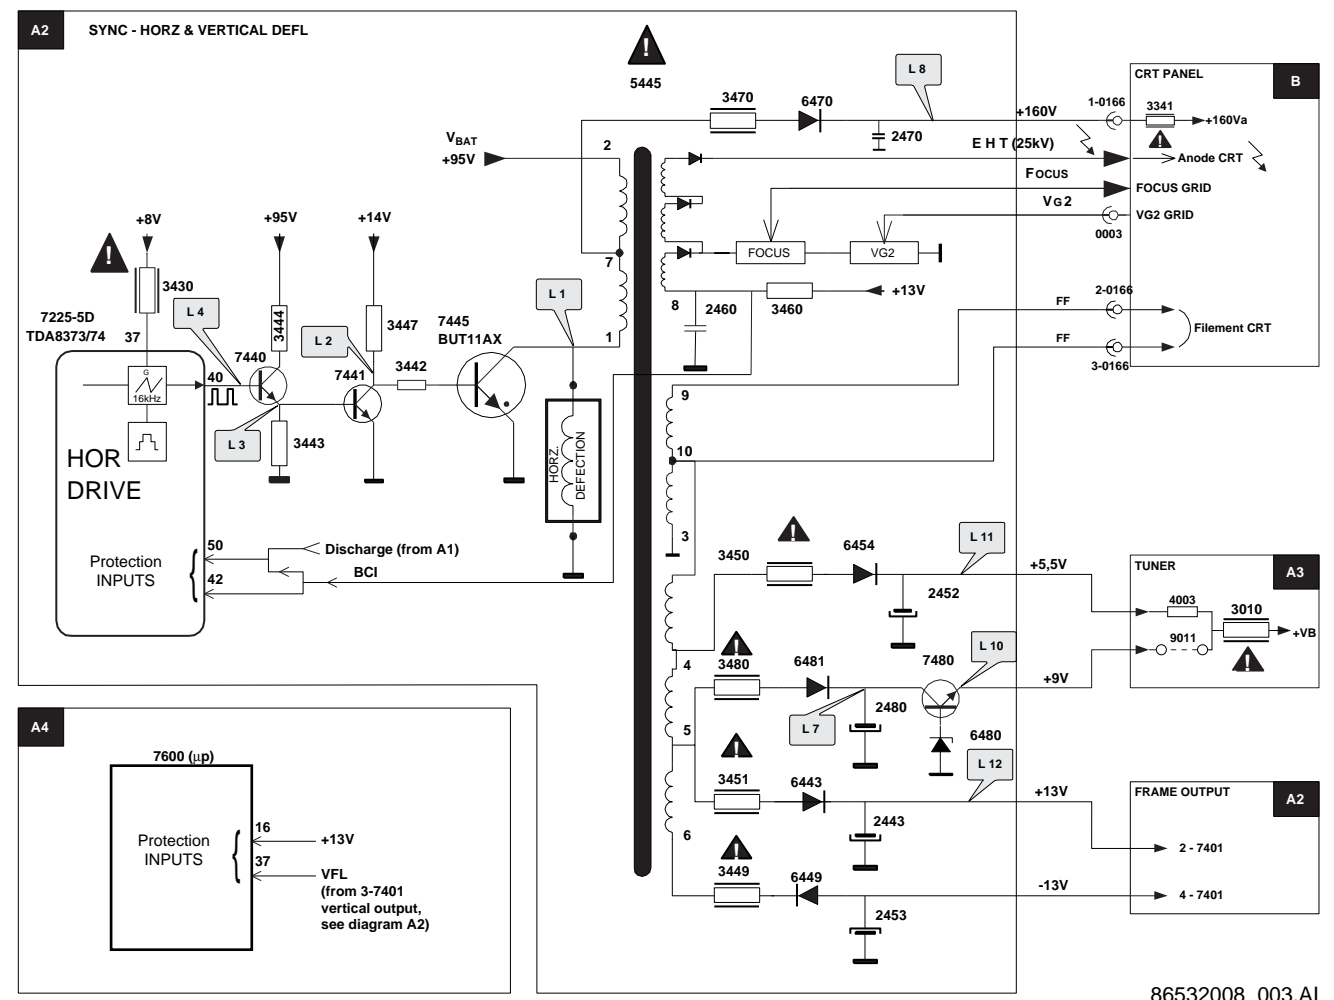 A2
SYNC - HORZ & VERTICAL DEFL
5445
L 8
CRT PANEL
B
3470
6470
+160V
1-0166
3341
+160Va
2470
VBAT
+95V
2
E H T (25kV)
Anode CRT
FOCUS
FOCUS GRID
VG2
VG2 GRID
0003
+8V
+95V
+14V
7
FOCUS
VG2
3430
L 1
8
2460
3460
+13V
2-0166
FF
Filement CRT
FF
3-0166
7225-5D
TDA8373/74
37
L 4
3444
L 2
3447
7445
BUT11AX
1
7440
7441
3442
G
16kHz
40
9
L 3
3443
10
HOR
DRIVE
HORZ.
DEFECTION
3
50
Discharge (from A1)
BCI
42
Protection
INPUTS
3450
6454
L 11
+5,5V
2452
TUNER
A3
4003
3010
+VB
9011
4
3480
6481
7480
L 10
+9V
L 7
2480
5
6480
A4
7600 (μp)
L 12
3451
6443
+13V
FRAME OUTPUT
A2
2443
6
2 - 7401
Protection
INPUTS
16
+13V
37
VFL
(from 3-7401
vertical output,
see diagram A2)
3449
6449
-13V
4 - 7401
2453
86532008_003.AI